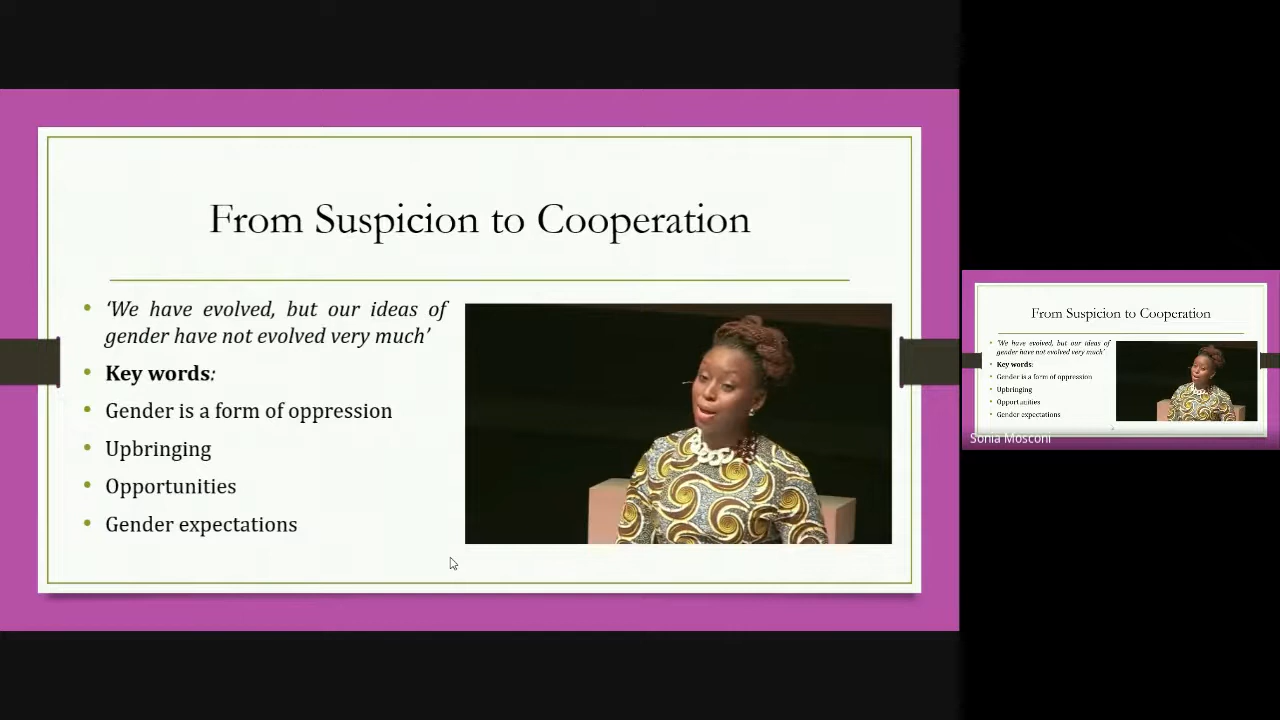 From Suspicion to Cooperation
‘We have evolved, but our ideas of
gender have not evolved very much’
Key words:
Gender is a form of oppression
Upbringing
Opportunities
Gender expectations
From Suspicion to Cooperation
‘We have evolved, but our ideas of
gender have not evolved very much’
Key words:
Gender is a form of oppression
Upbringing
Opportunities
Gender expectations
Sonia Mosconi